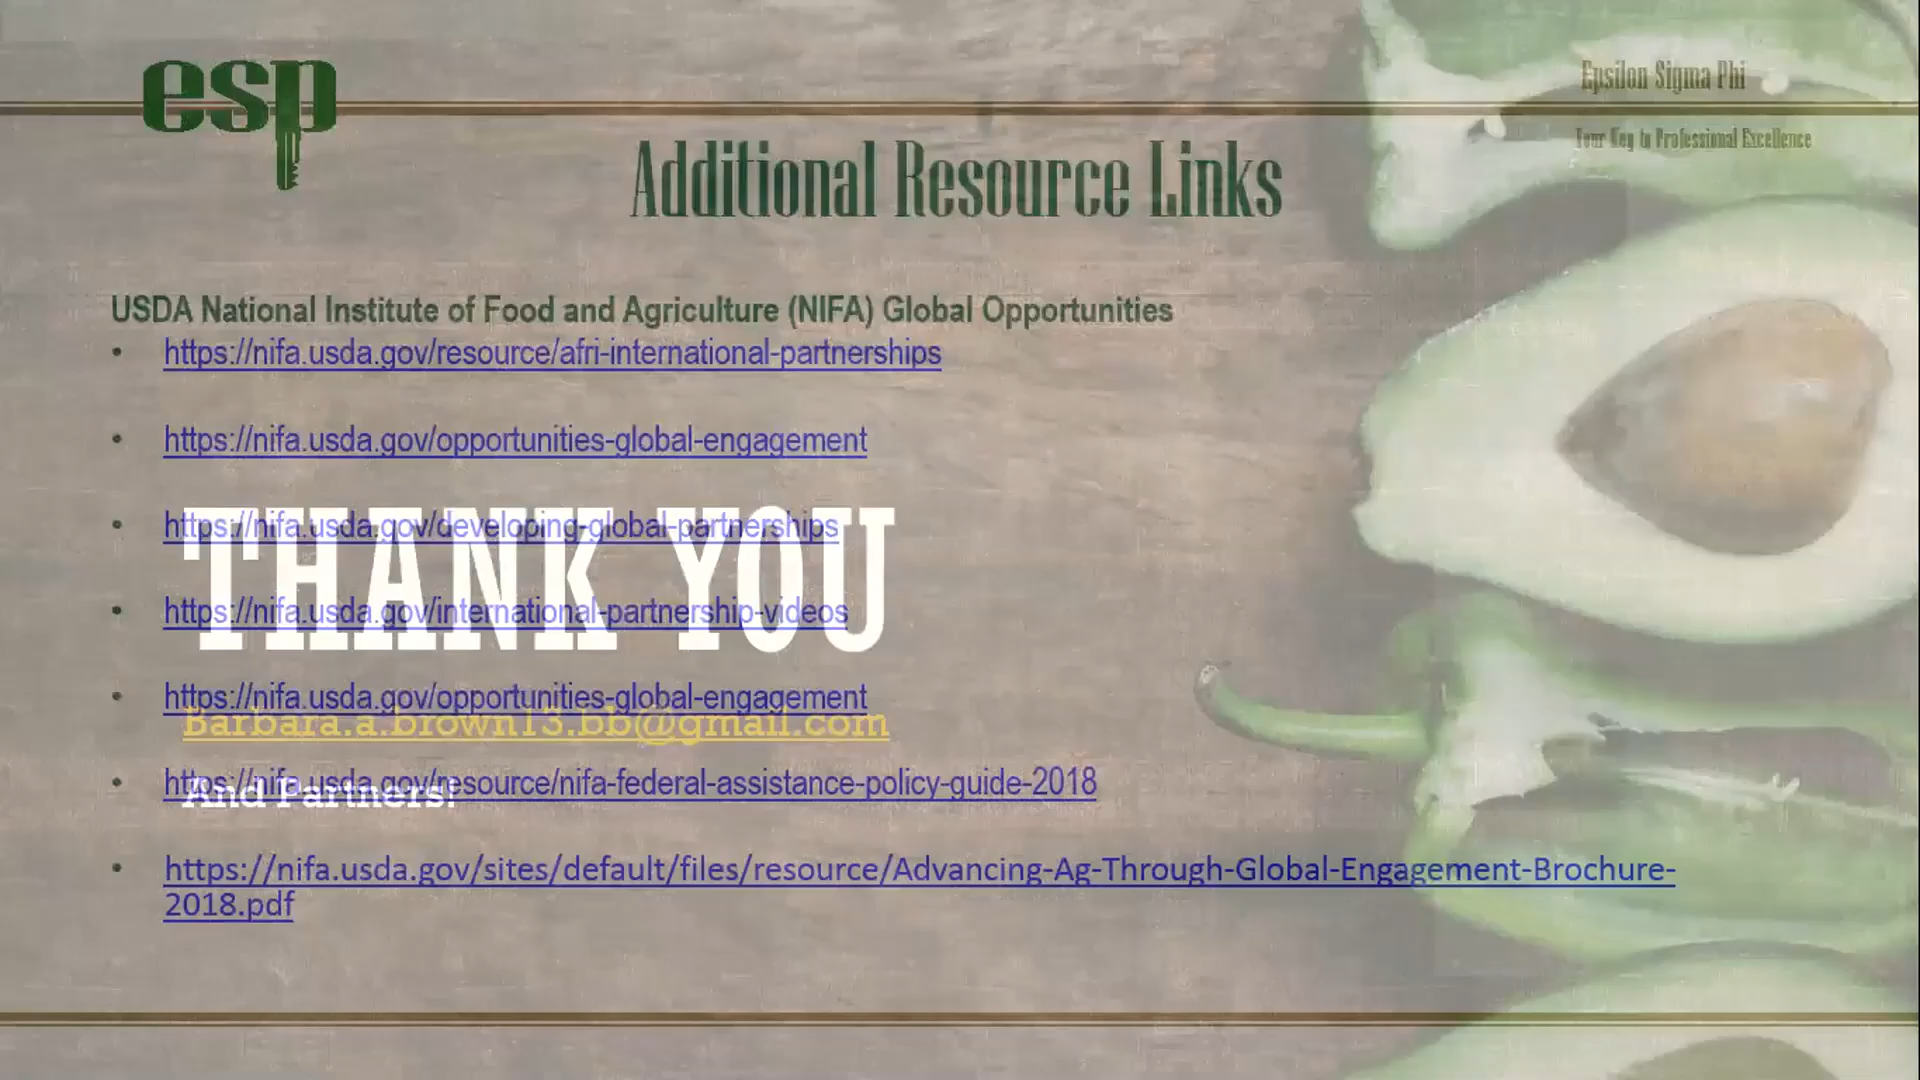 esp
Epsilon Sigma Phi
Your Key to Professional Excellence
Additional Resource Links
USDA National Institute of Food and Agriculture (NIFA) Global Opportunities
• https://nifa.usda.gov/resource/afri-international-partnerships
• https://nifa.usda.gov/opportunities-global-engagement
• https://nifa.usda.gov/developing-global-partnerships
THANK YOU
• https://nifa.usda.gov/international-partnership-videos
• https://nifa.usda.gov/opportunities-global-engagement
Barbara.a.brown13.bb@gmail.com
• https://nifa.usda.gov/resource/nifa-federal-assistance-policy-guide-2018
And Partners!
• https://nifa.usda.gov/sites/default/files/resource/Advancing-Ag-Through-Global-Engagement-Brochure-
2018.pdf